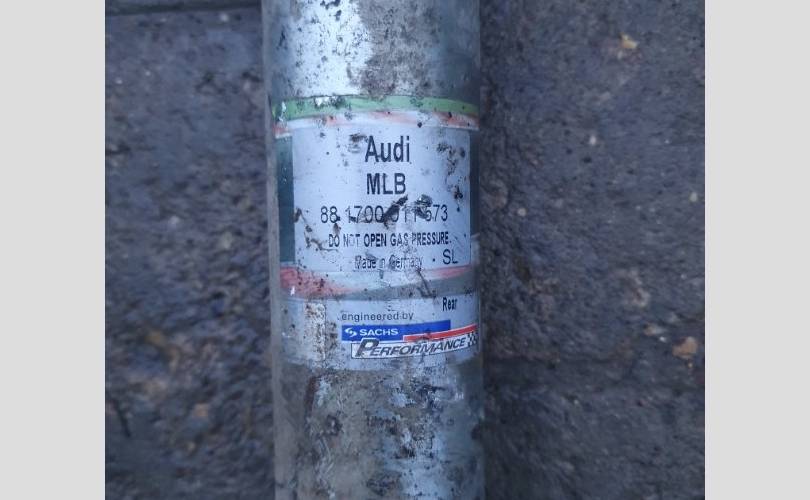 Audi
MLB
88 1700 011 573
DO NOT OPEN GAS PRESSURE.
Made in Germany. SL
Rear
engineered by
SACHS
PERFORMANCE